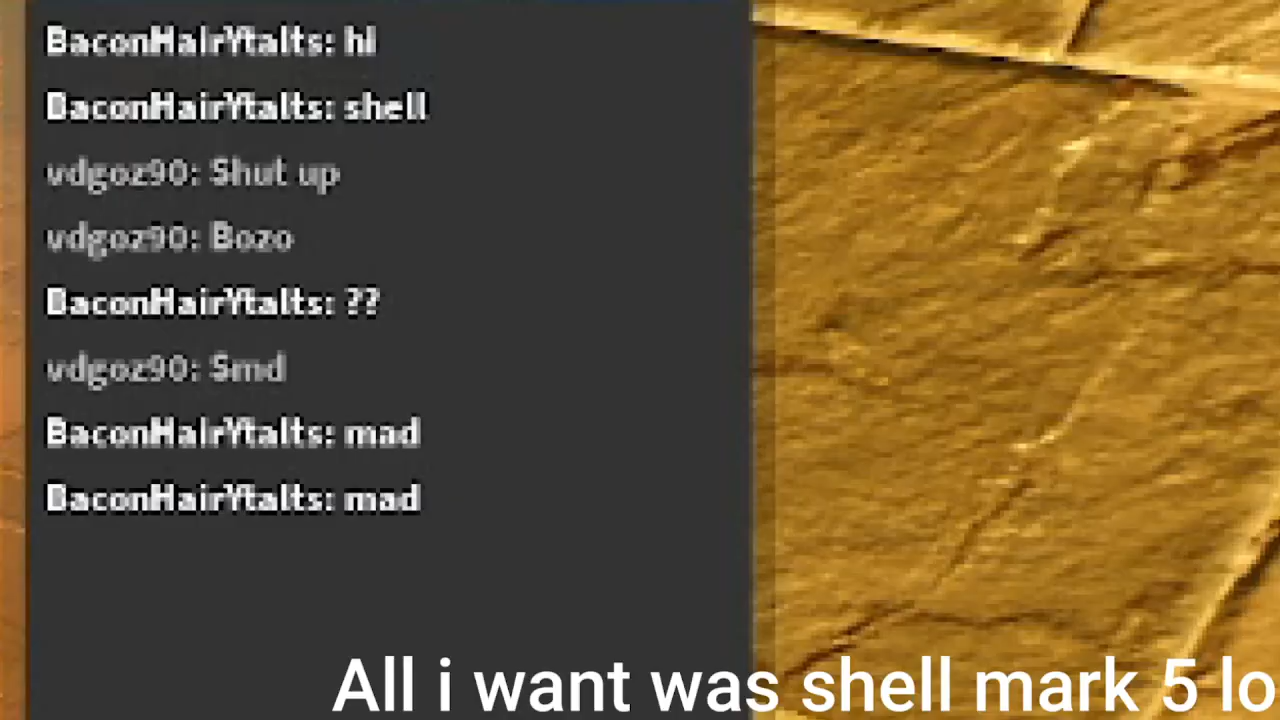 BaconHairYtalts: hi
BaconHairYtalts: shell
vdgoz90: Shut up
vdgoz90: Bozo
BaconHairYtalts: ??
vdgoz90: Smd
BaconHairYtalts: mad
BaconHairYtalts: mad
All i want was shell mark 5 lo